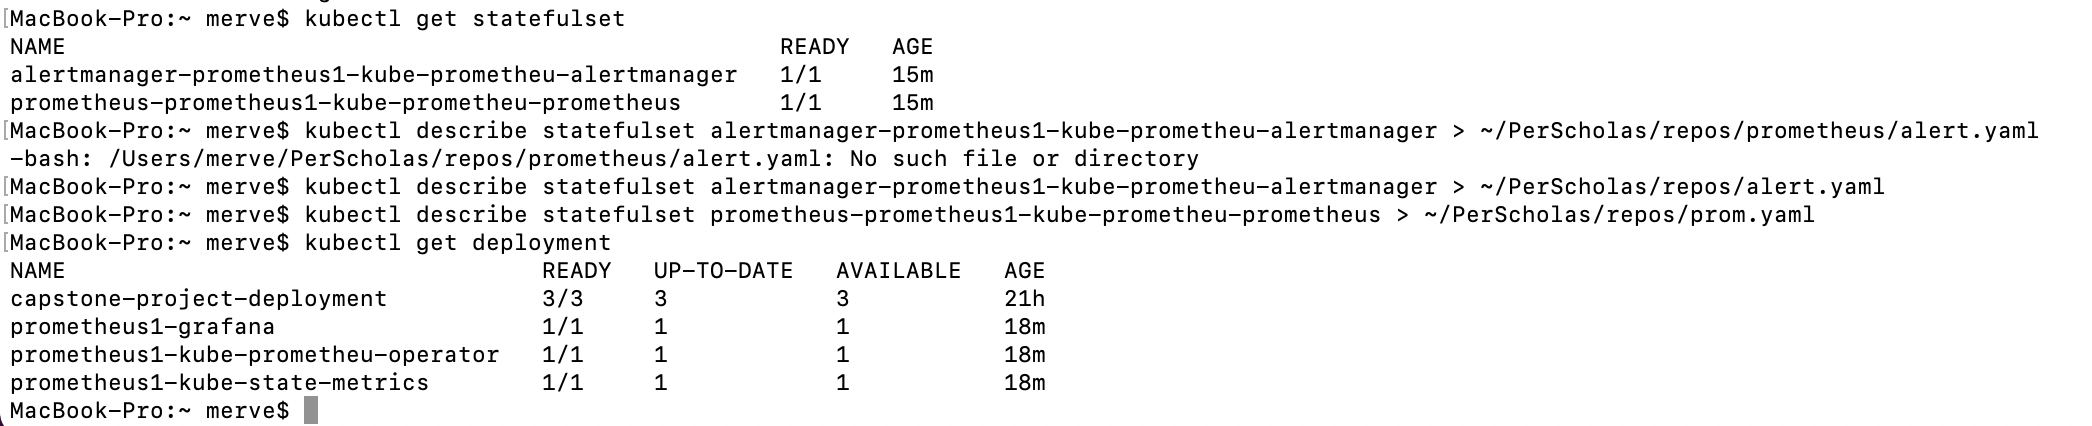 [MacBook-Pro:~ merve$ kubectl get statefulset
NAME READY AGE
alertmanager-prometheus1-kube-prometheu-alertmanager 1/1 15m
prometheus-prometheus1-kube-prometheu-prometheus 1/1 15m
[MacBook-Pro:~ merve$ kubectl describe statefulset alertmanager-prometheus1-kube-prometheu-alertmanager > ~/PerScholas/repos/prometheus/alert.yaml
-bash: /Users/merve/PerScholas/repos/prometheus/alert.yaml: No such file or directory
[MacBook-Pro:~ merve$ kubectl describe statefulset alertmanager-prometheus1-kube-prometheu-alertmanager > ~/PerScholas/repos/alert.yaml
[MacBook-Pro:~ merve$ kubectl describe statefulset prometheus-prometheus1-kube-prometheu-prometheus > ~/PerScholas/repos/prom.yaml
[MacBook-Pro:~ merve$ kubectl get deployment
NAME READY UP-TO-DATE AVAILABLE AGE
capstone-project-deployment 3/3 3 3 21h
prometheus1-grafana 1/1 1 1 18m
prometheus1-kube-prometheu-operator 1/1 1 1 18m
prometheus1-kube-state-metrics 1/1 1 1 18m
MacBook-Pro:~ merve$